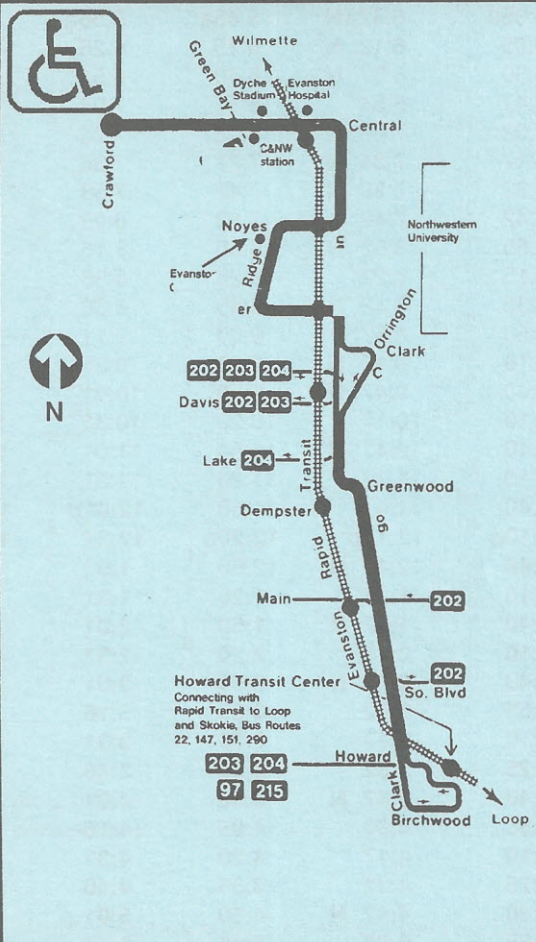 Wilmette
Green Bay
Dyche
Stadium
Evanston
Hospital
Central
C&NW
station
Crawford
Noyes
Ridge
Northwestern
University
Orrington
Clark
202 203 204
Davis 202 203
Lake 204
Transit
Greenwood
Dempster
Rapid
Main
202
Evanston
Howard Transit Center
Connecting with
Rapid Transit to Loop
and Skokie, Bus Routes
22, 147, 151, 290
202
So. Blvd
203 204
97 215
Howard
Clark
Birchwood
Loop
N